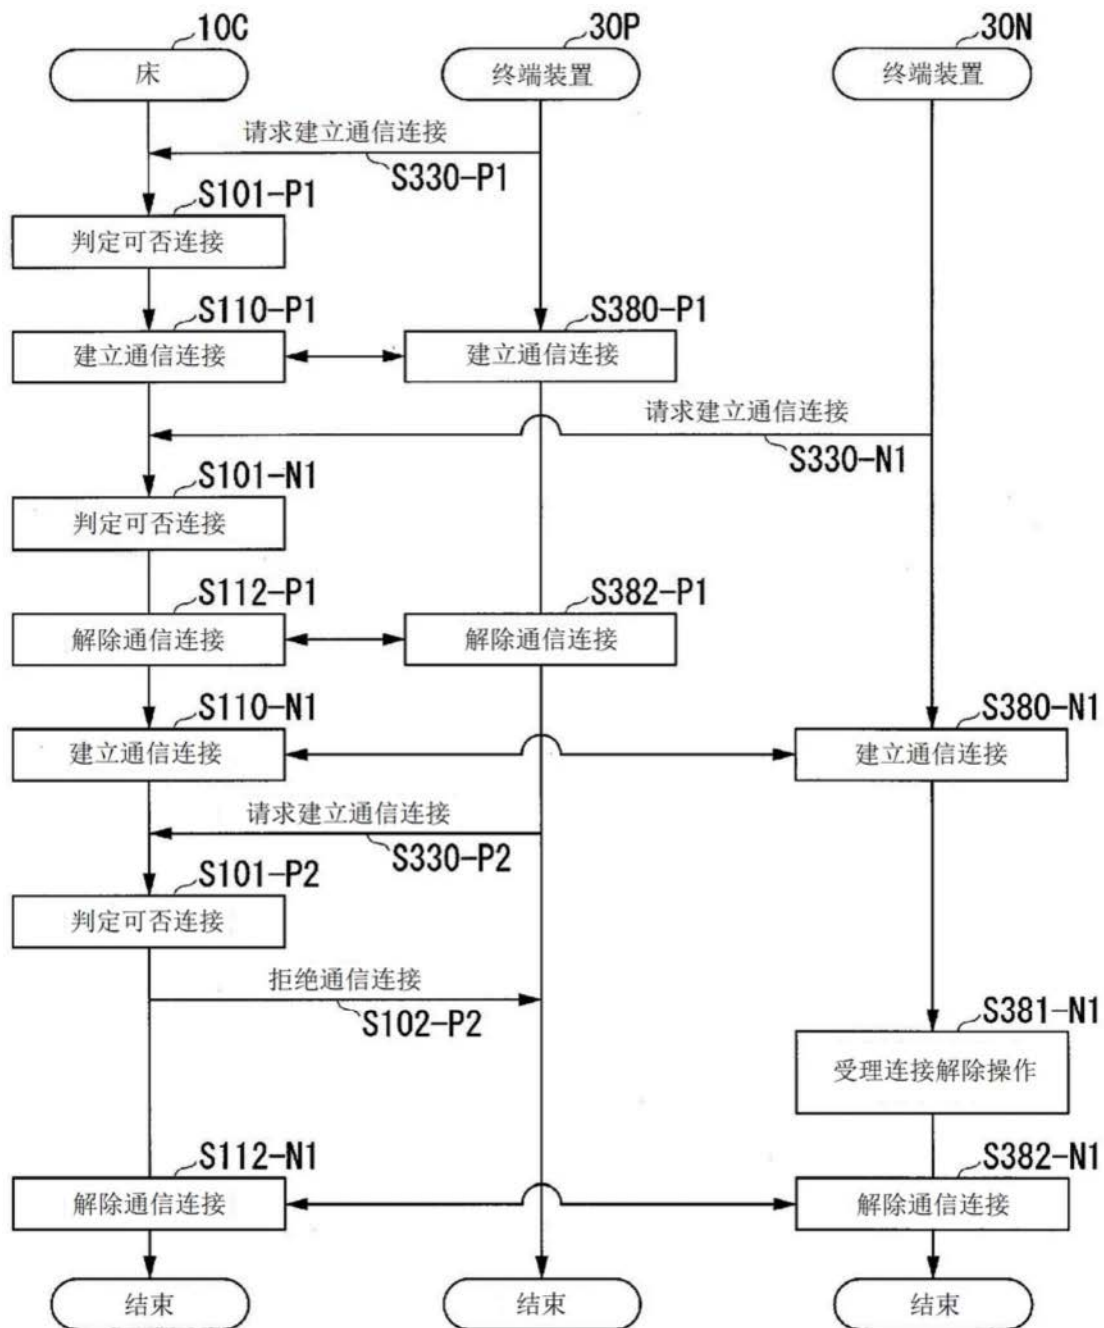 10C
30P
30N
床
终端装置
终端装置
请求建立通信连接
S330-P1
S101-P1
判定可否连接
S110-P1
S380-P1
建立通信连接
建立通信连接
请求建立通信连接
S330-N1
S101-N1
判定可否连接
S112-P1
S382-P1
解除通信连接
解除通信连接
S110-N1
S380-N1
建立通信连接
建立通信连接
请求建立通信连接
S330-P2
S101-P2
判定可否连接
拒绝通信连接
S102-P2
S381-N1
受理连接解除操作
S112-N1
S382-N1
解除通信连接
解除通信连接
结束
结束
结束